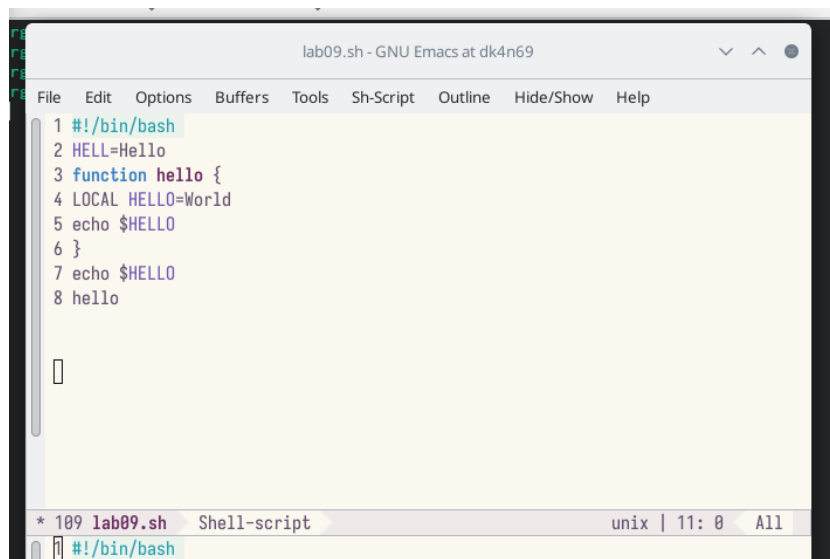 lab09.sh - GNU Emacs at dk4n69
File Edit Options Buffers Tools Sh-Script Outline Hide/Show Help
1 #!/bin/bash
2 HELL=Hello
3 function hello {
4 LOCAL HELLO=World
5 echo $HELLO
6 }
7 echo $HELLO
8 hello
* 109 lab09.sh Shell-script unix | 11: 0 All
1 #!/bin/bash